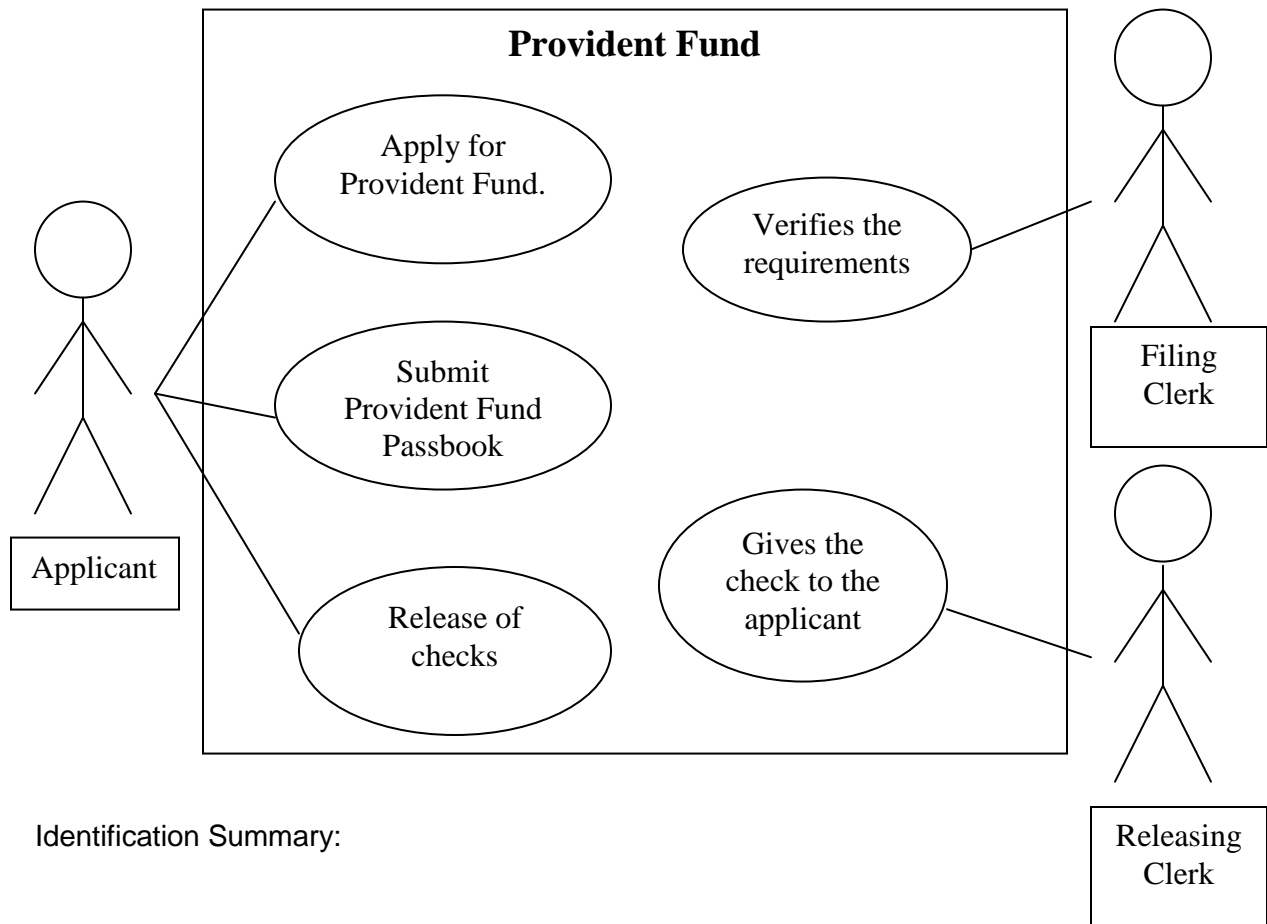 Provident Fund
Apply for
Provident Fund.
Verifies the
requirements
Filing
Clerk
Submit
Provident Fund
Passbook
Applicant
Gives the
check to the
applicant
Release of
checks
Identification Summary:
Releasing
Clerk